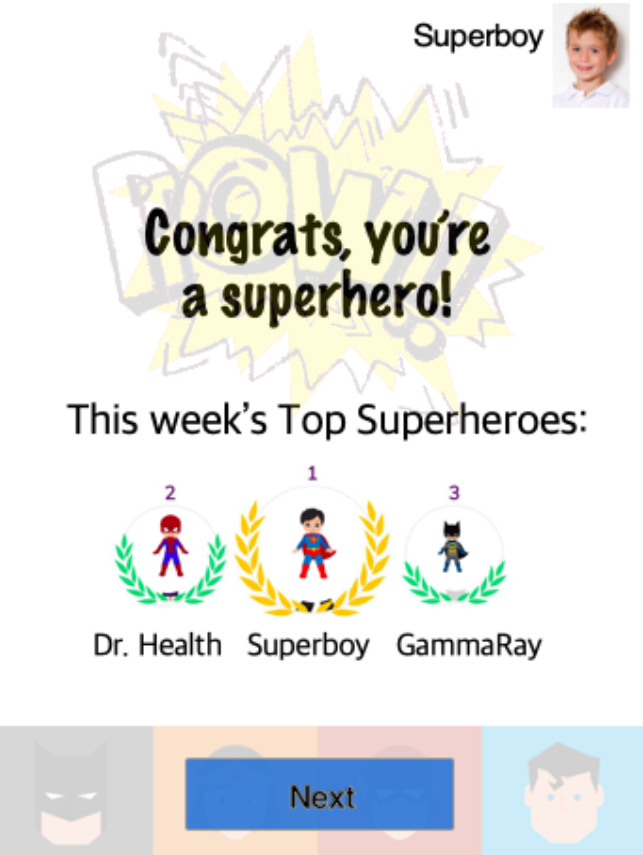 Superboy
POW!!
Congrats, you're
a superhero!
This week's Top Superheroes:
2
1
3
Dr. Health
Superboy
GammaRay
Next